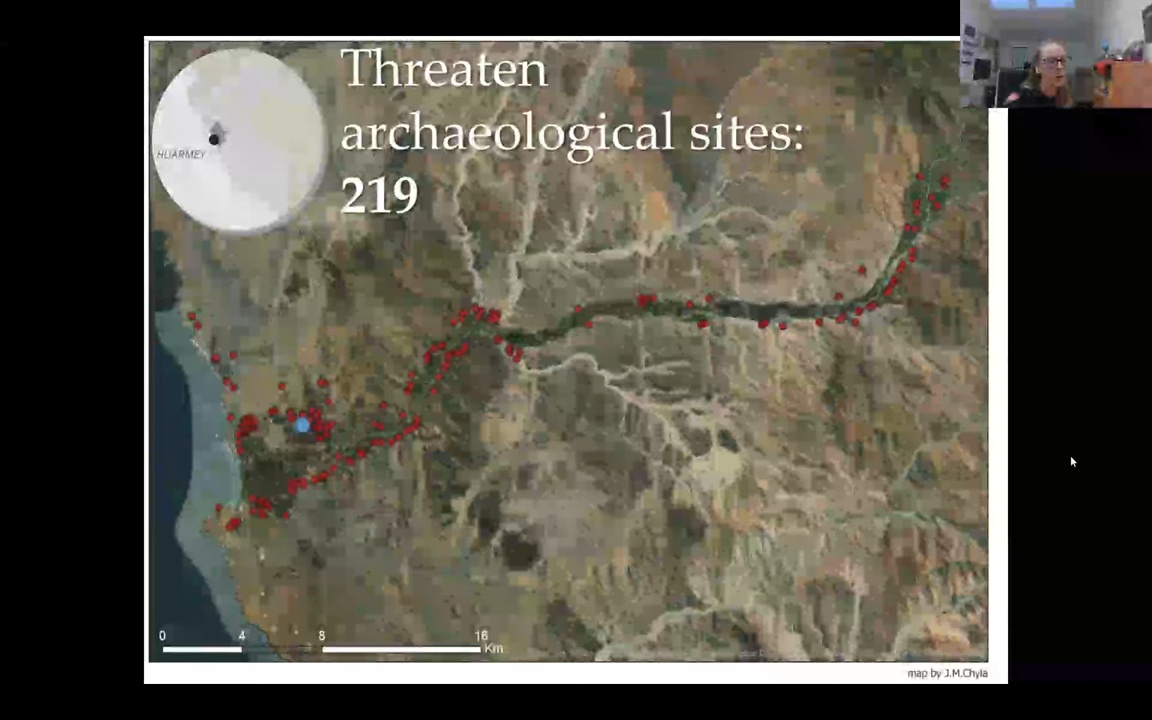 Threaten
archaeological sites:
219
HUARMEY
0 4 8 16
Km
map by J.M.Chyla